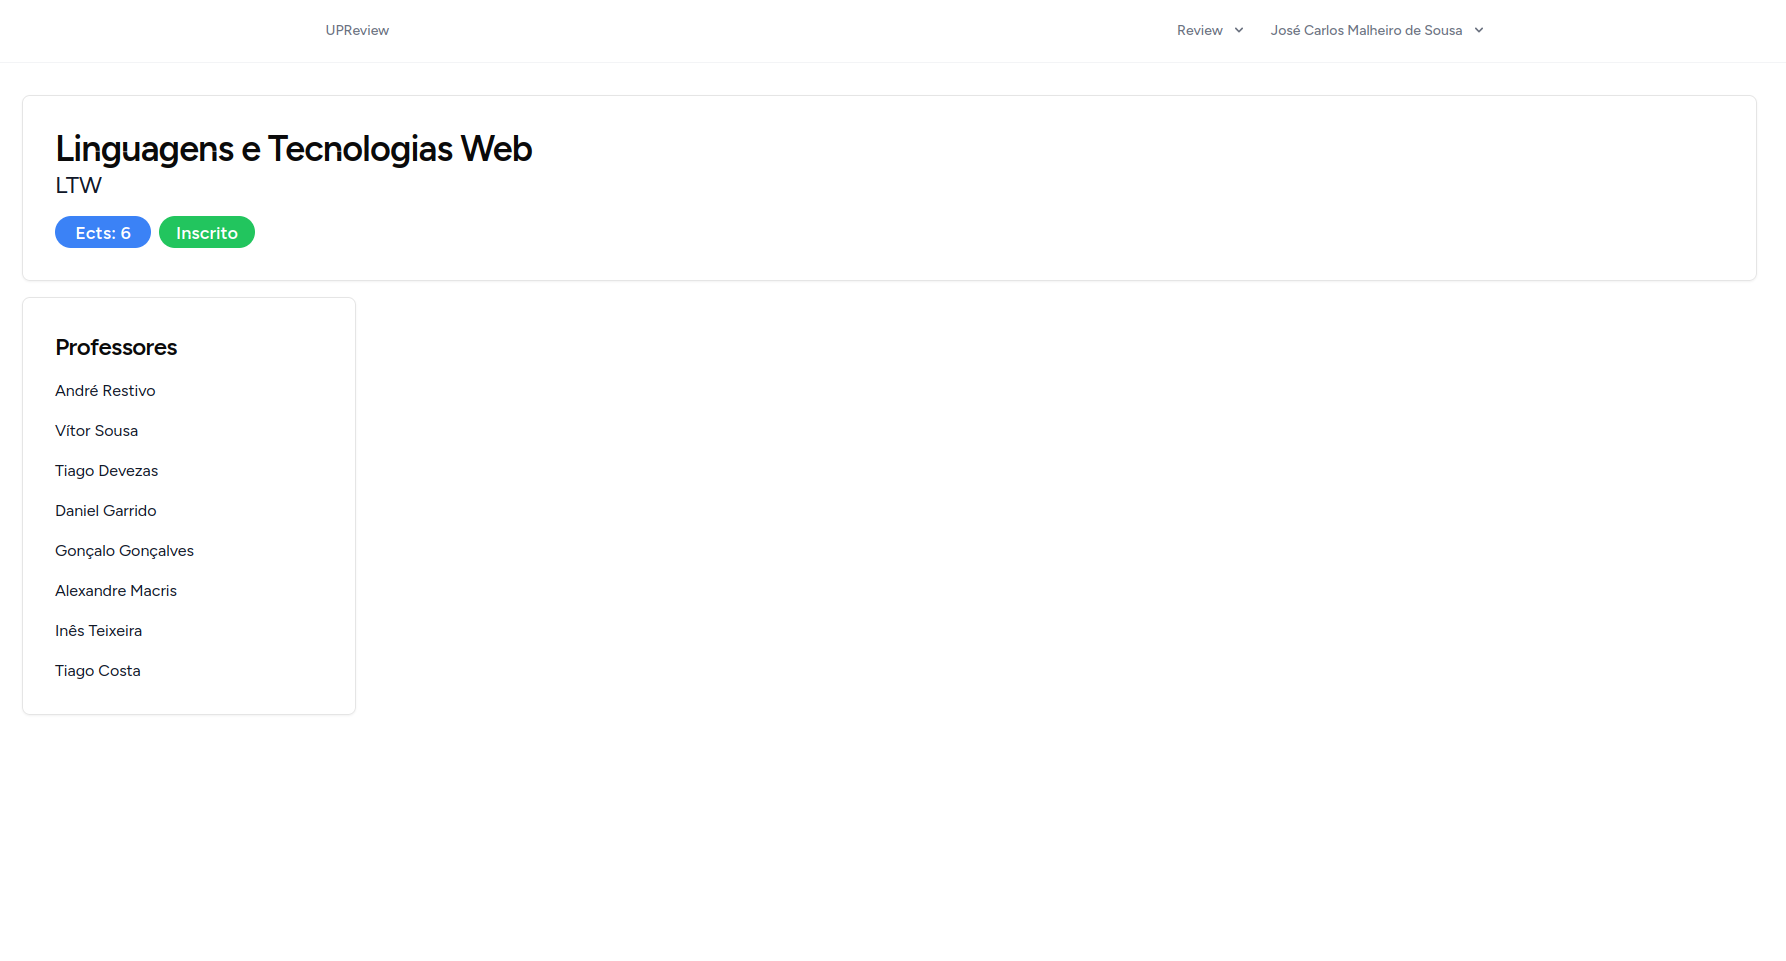 UPReview
Review
José Carlos Malheiro de Sousa
Linguagens e Tecnologias Web
LTW
Ects: 6
Inscrito
Professores
André Restivo
Vítor Sousa
Tiago Devezas
Daniel Garrido
Gonçalo Gonçalves
Alexandre Macris
Inês Teixeira
Tiago Costa